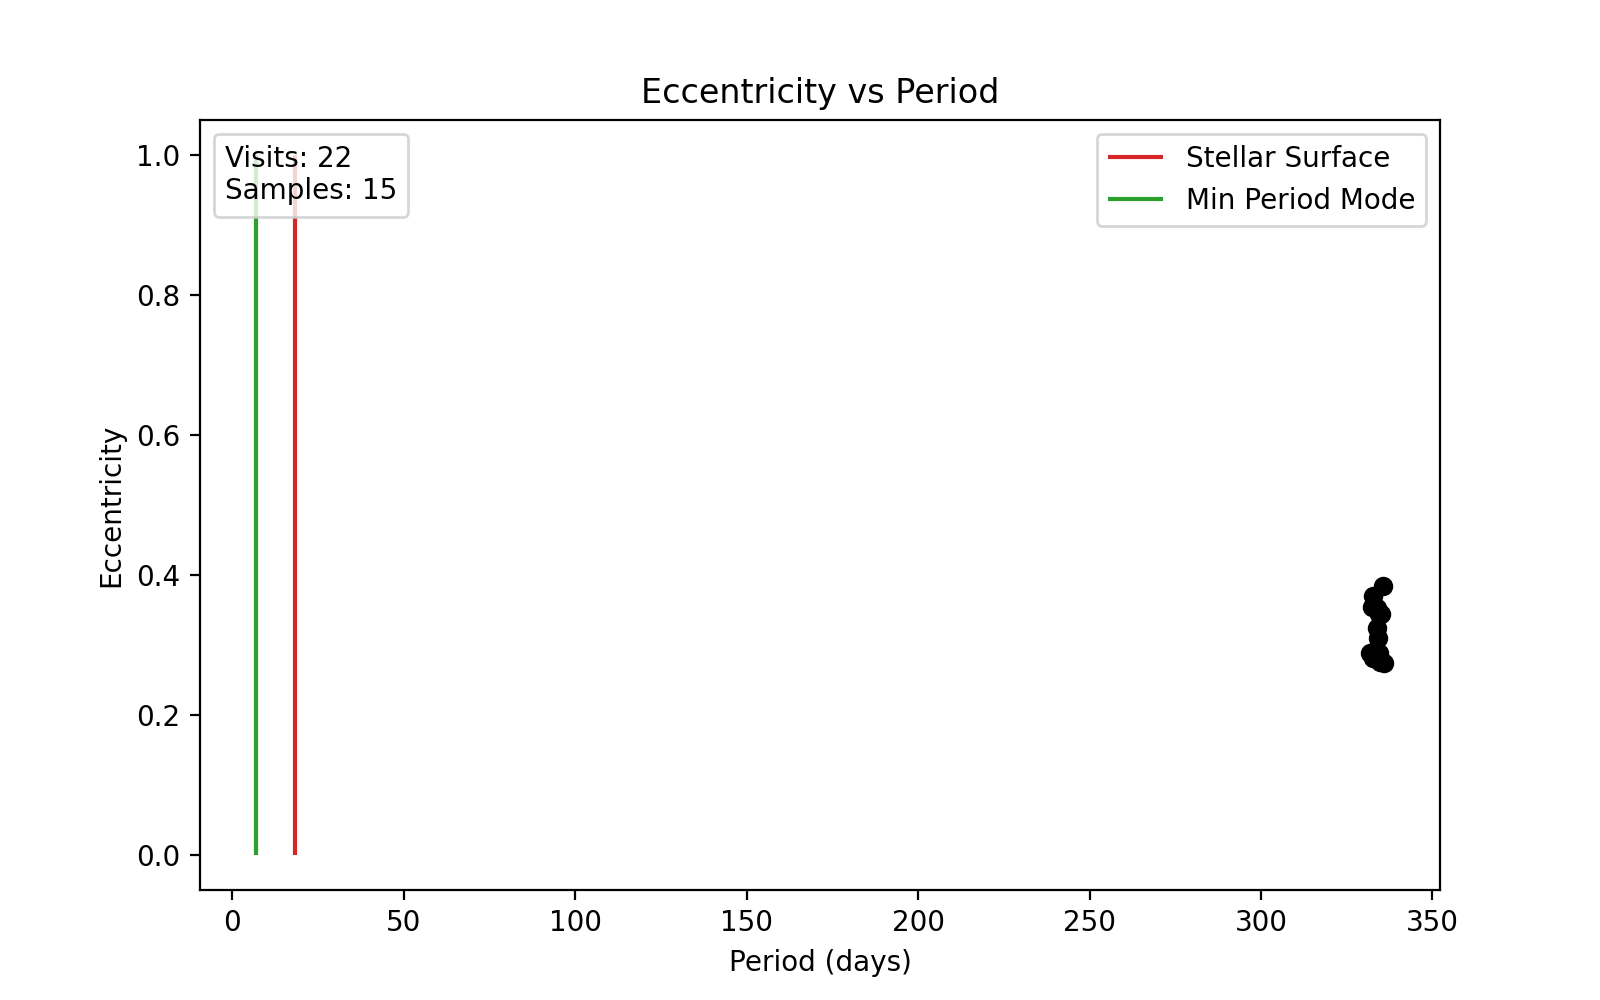 Eccentricity vs Period
Visits: 22
Samples: 15
Stellar Surface
Min Period Mode
1.0
0.8
0.6
0.4
0.2
0.0
Eccentricity
0 50 100 150 200 250 300 350
Period (days)